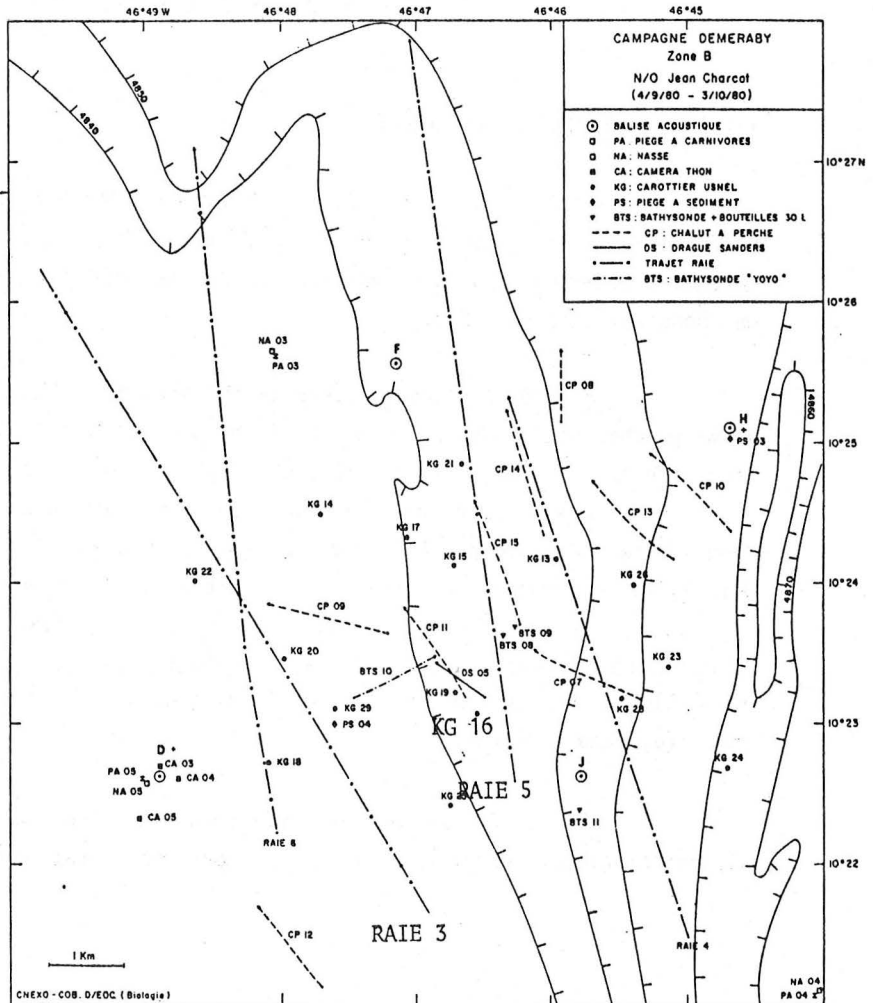 46°49 W
46°48
46°47
46°46
46°45
CAMPAGNE DEMERABY
Zone B
N/O Jean Charcot
(4/9/80 - 3/10/80)
BALISE ACOUSTIQUE
PA. PIEGE A CARNIVORES
NA: NASSE
CA: CAMERA THON
KG: CAROTTIER USNEL
PS: PIEGE A SEDIMENT
BTS: BATHYSONDE + BOUTEILLES 30 L
CP: CHALUT A PERCHE
DS - DRAGUE SANDERS
TRAJET RAIE
BTS: BATHYSONDE "YOYO"
4850
4840
10°27N
10°26
NA 03
PA 03
F
CP 08
4860
H
PS 03
10°25
KG 21
CP 14
CP 10
KG 14
CP 13
KG 17
CP 15
KG 15
KG 13
KG 22
KG 26
10°24
4870
CP 09
CP 11
BTS 09
BTS 08
KG 20
BTS 10
DS 05
CP 07
KG 23
KG 19
KG 29
KG 28
PS 04
KG 16
10°23
D
CA 03
PA 05
CA 04
NA 05
KG 18
J
KG 24
RAIE 5
CA 05
BTS 11
RAIE 6
10°22
CP 12
RAIE 3
RAIE 4
1 Km
NA 04
PA 04
CNEXO - COB. D/EOC. (Biologie)